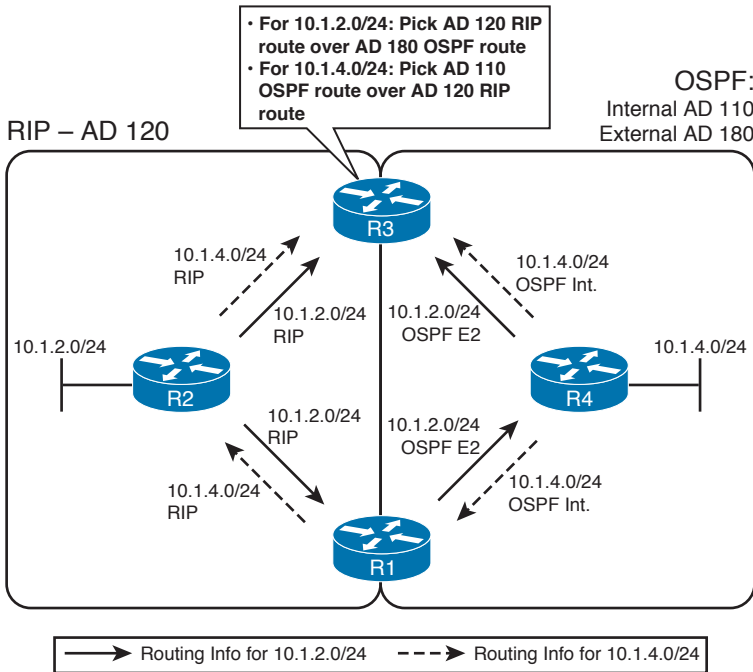 • For 10.1.2.0/24: Pick AD 120 RIP
route over AD 180 OSPF route
• For 10.1.4.0/24: Pick AD 110
OSPF route over AD 120 RIP
route
RIP – AD 120
OSPF:
Internal AD 110
External AD 180
R3
10.1.4.0/24
RIP
10.1.2.0/24
RIP
10.1.4.0/24
OSPF Int.
10.1.2.0/24
OSPF E2
10.1.2.0/24
R2
R4
10.1.4.0/24
10.1.2.0/24
RIP
10.1.4.0/24
RIP
10.1.2.0/24
OSPF E2
10.1.4.0/24
OSPF Int.
R1
Routing Info for 10.1.2.0/24
Routing Info for 10.1.4.0/24